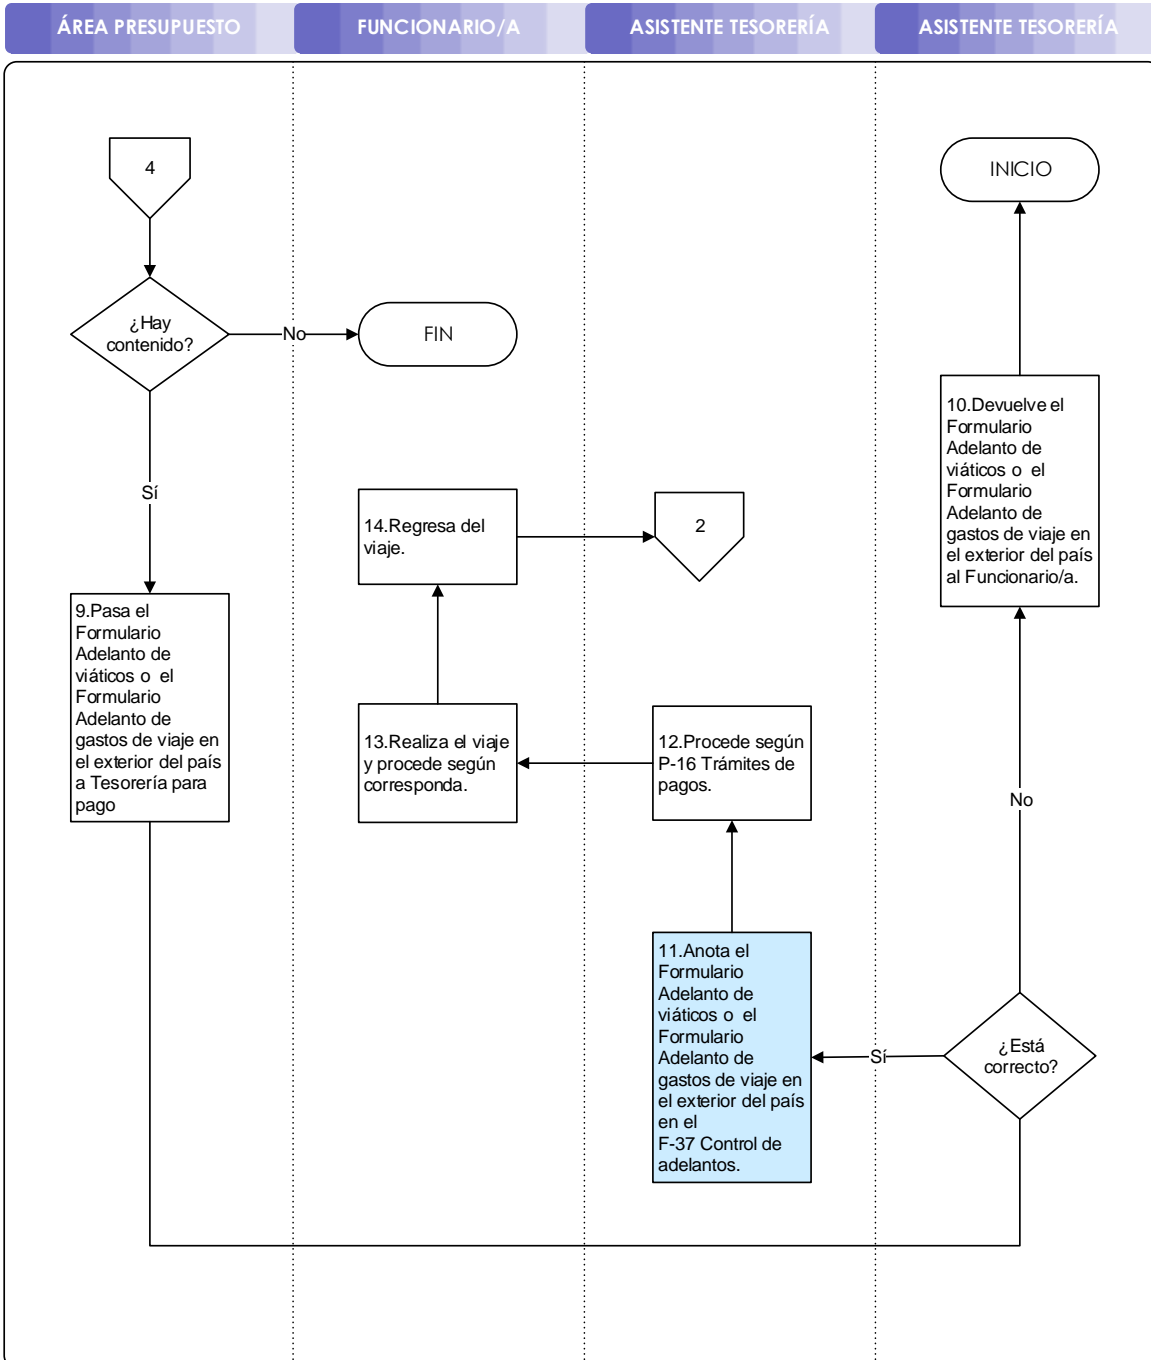 ÁREA PRESUPUESTO
FUNCIONARIO/A
ASISTENTE TESORERÍA
ASISTENTE TESORERÍA
4
INICIO
¿Hay
contenido?
No
FIN
Sí
10.Devuelve el
Formulario
Adelanto de
viáticos o el
Formulario
Adelanto de
gastos de viaje en
el exterior del país
al Funcionario/a.
14.Regresa del
viaje.
2
9.Pasa el
Formulario
Adelanto de
viáticos o el
Formulario
Adelanto de
gastos de viaje en
el exterior del país
a Tesorería para
pago
13.Realiza el viaje
y procede según
corresponda.
12.Procede según
P-16 Trámites de
pagos.
No
11.Anota el
Formulario
Adelanto de
viáticos o el
Formulario
Adelanto de
gastos de viaje en
el exterior del país
en el
F-37 Control de
adelantos.
Sí
¿Está
correcto?